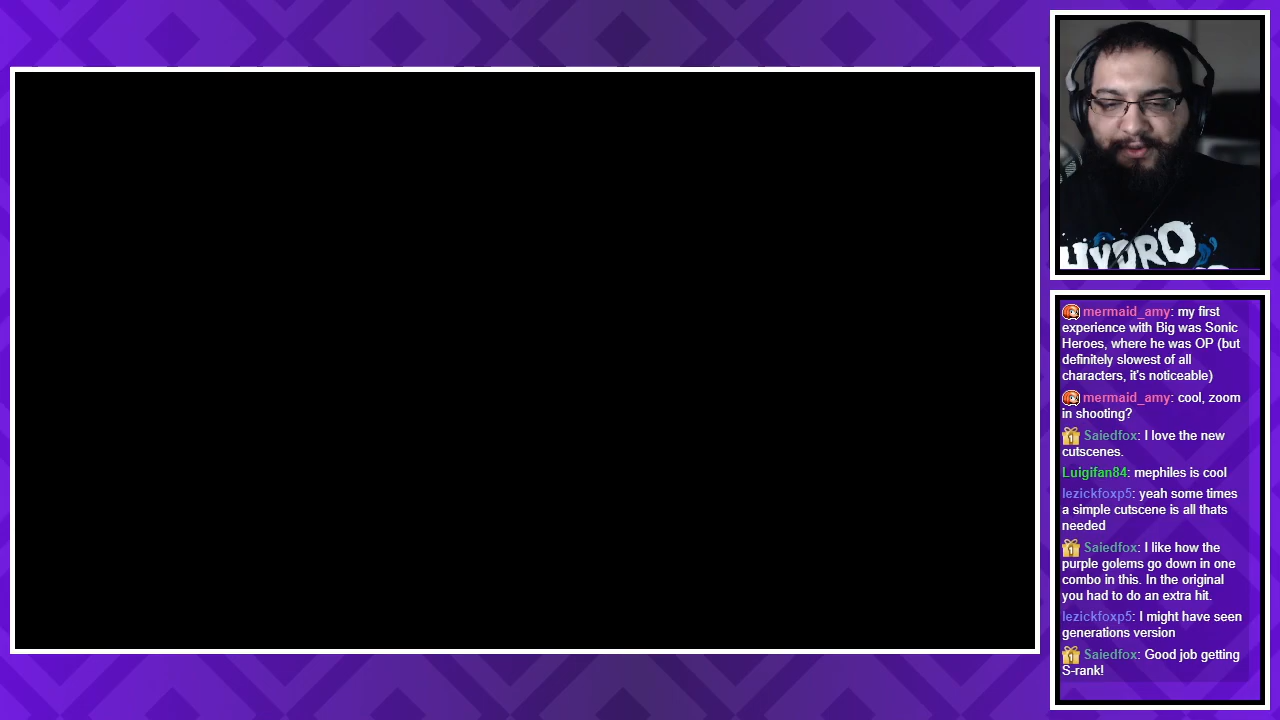 HYDRO
mermaid_amy: my first
experience with Big was Sonic
Heroes, where he was OP (but
definitely slowest of all
characters, it's noticeable)
mermaid_amy: cool, zoom
in shooting?
Saiedfox: I love the new
cutscenes.
Luigifan84: mephiles is cool
lezickfoxp5: yeah some times
a simple cutscene is all thats
needed
Saiedfox: I like how the
purple golems go down in one
combo in this. In the original
you had to do an extra hit.
lezickfoxp5: I might have seen
generations version
Saiedfox: Good job getting
S-rank!